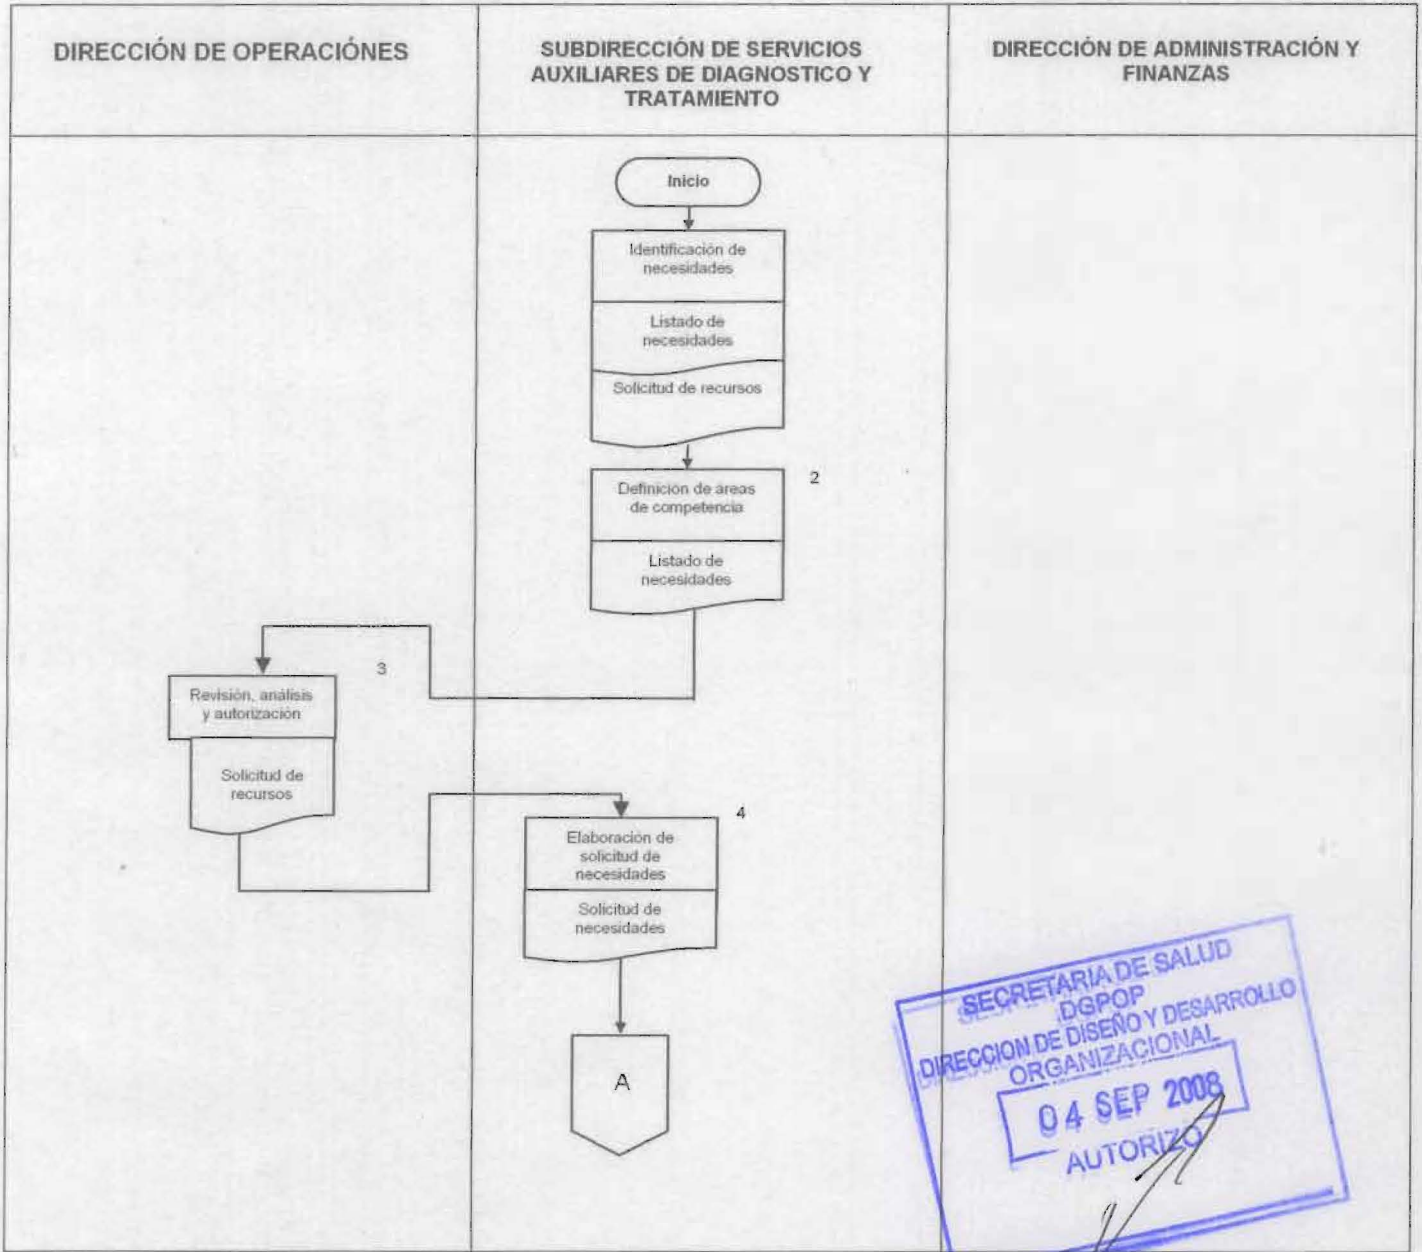 DIRECCIÓN DE OPERACIÓNES
SUBDIRECCIÓN DE SERVICIOS
AUXILIARES DE DIAGNOSTICO Y
TRATAMIENTO
DIRECCIÓN DE ADMINISTRACIÓN Y
FINANZAS
Inicio
Identificación de
necesidades
Listado de
necesidades
Solicitud de recursos
2
Definición de areas
de competencia
Listado de
necesidades
3
Revisión, análisis
y autorización
Solicitud de
recursos
4
Elaboración de
solicitud de
necesidades
Solicitud de
necesidades
A
SECRETARIA DE SALUD
DGPOP
DIRECCION DE DISEÑO Y DESARROLLO
ORGANIZACIONAL
04 SEP 2008
AUTORIZO